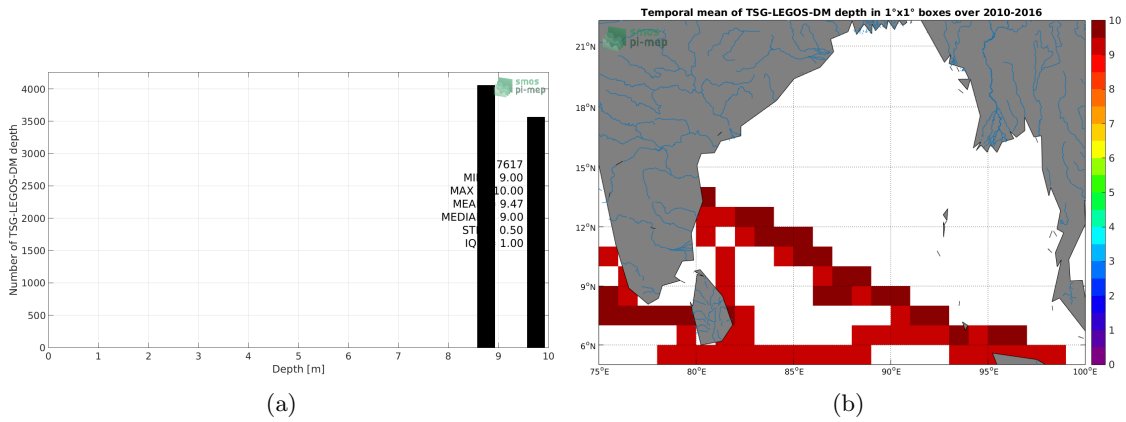 Temporal mean of TSG-LEGOS-DM depth in 1°x1° boxes over 2010-2016
smos
pi-mep
4000
3500
3000
2500
2000
1500
1000
500
0
Number of TSG-LEGOS-DM depth
7617
9.00
MAX
10.00
9.47
MEDIAN
9.00
0.50
1.00
0
1
2
3
4
5
6
7
8
9
10
Depth [m]
(a)
smos
pi-mep
21°N
18°N
15°N
12°N
9°N
6°N
75°E
80°E
85°E
90°E
95°E
100°E
10
9
8
7
6
5
4
3
2
1
0
(b)